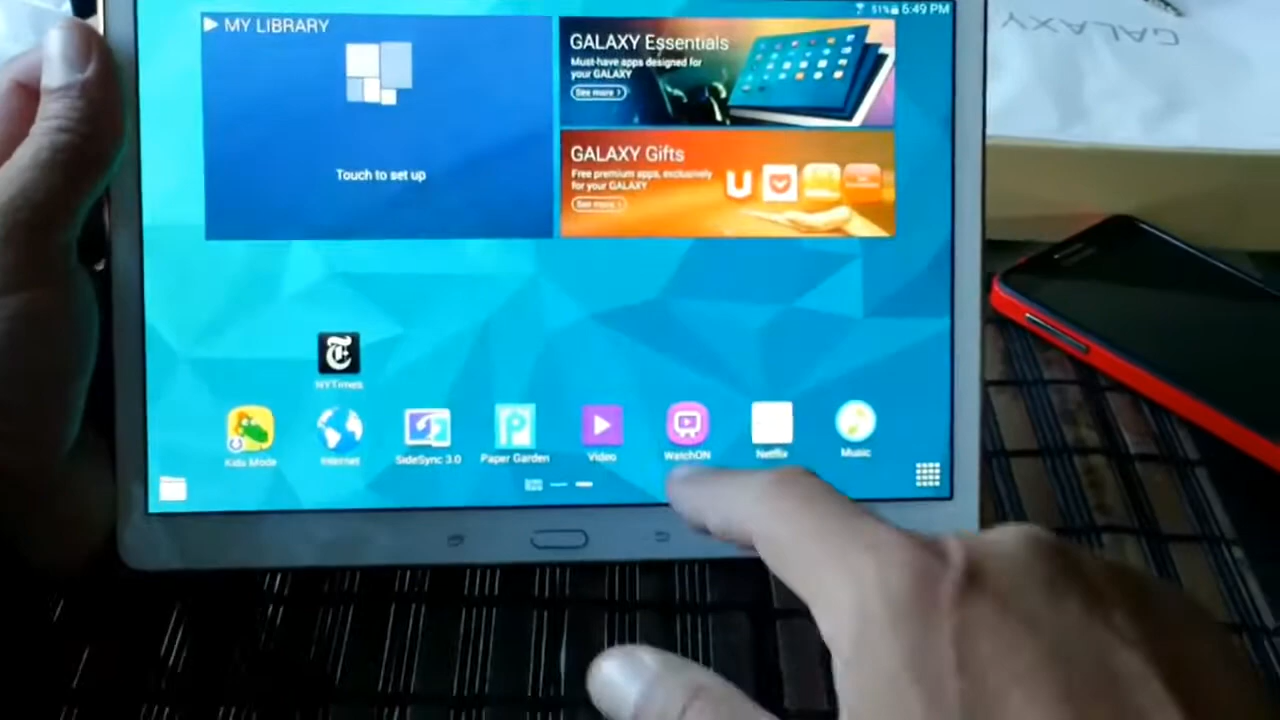 51% 6:49 PM
MY LIBRARY
Touch to set up
GALAXY Essentials
Must-have apps designed for
your GALAXY
See more >
GALAXY Gifts
Free premium apps, exclusively
for your GALAXY
See more >
NYTimes
Kids Mode
Internet
SideSync 3.0
Paper Garden
Video
WatchON
Netflix
Music
GALAXY